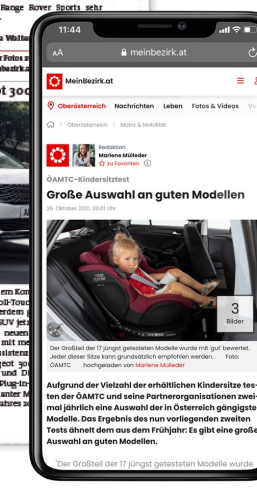 Range Rover Sports sehr
11:44
AA
meinbezirk.at
MeinBezirk.at
Oberösterreich Nachrichten Leben Fotos & Videos
Oberösterreich > Motor & Mobilität
Redaktion
Marlene Mülleder
zu Favoriten
ÖAMTC-Kindersitztest
Große Auswahl an guten Modellen
26. Oktober 2021, 00:01 Uhr
3
Bilder
Der Großteil der 17 jüngst getesteten Modelle wurde mit 'gut' bewertet.
Jeder dieser Sitze kann grundsätzlich empfohlen werden. Foto:
ÖAMTC hochgeladen von Marlene Mülleder
Aufgrund der Vielzahl der erhältlichen Kindersitze tes-
ten der ÖAMTC und seine Partnerorganisationen zwei-
mal jährlich eine Auswahl der in Österreich gängigsten
Modelle. Das Ergebnis des nun vorliegenden zweiten
Tests ähnelt dem aus dem Frühjahr: Es gibt eine große
Auswahl an guten Modellen.
"Der Großteil der 17 jüngst getesteten Modelle wurde